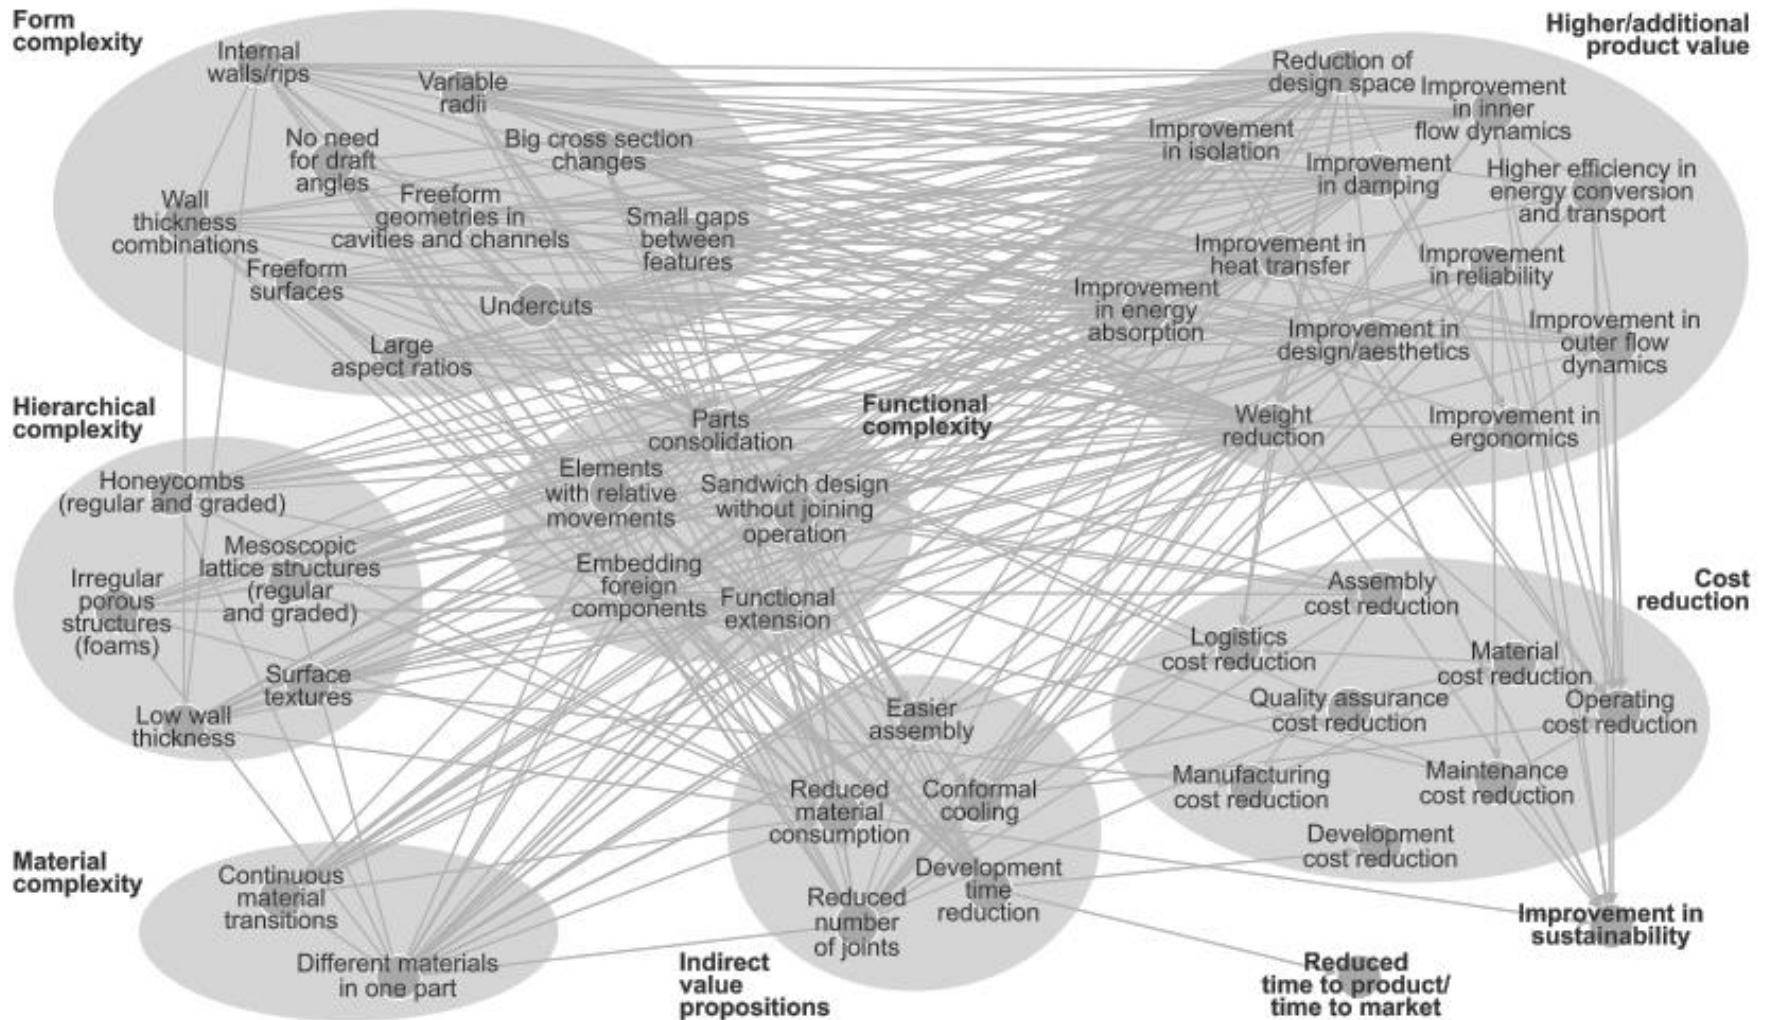 Form
complexity
Internal
walls/rips
Variable
radii
No need
for draft
angles
Big cross section
changes
Wall
thickness
combinations
Freeform
geometries in
cavities and channels
Small gaps
between
features
Freeform
surfaces
Undercuts
Large
aspect ratios
Higher/additional
product value
Reduction of
design space
Improvement
in inner
flow dynamics
Improvement
in isolation
Improvement
in damping
Higher efficiency in
energy conversion
and transport
Improvement in
heat transfer
Improvement
in reliability
Improvement
in energy
absorption
Improvement in
design/aesthetics
Improvement in
outer flow
dynamics
Weight
reduction
Improvement in
ergonomics
Hierarchical
complexity
Honeycombs
(regular and graded)
Mesoscopic
lattice structures
(regular
and graded)
Irregular
porous
structures
(foams)
Surface
textures
Low wall
thickness
Functional
complexity
Parts
consolidation
Elements
with relative
movements
Sandwich design
without joining
operation
Embedding
foreign
components
Functional
extension
Cost
reduction
Assembly
cost reduction
Logistics
cost reduction
Material
cost reduction
Quality assurance
cost reduction
Operating
cost reduction
Manufacturing
cost reduction
Maintenance
cost reduction
Development
cost reduction
Material
complexity
Continuous
material
transitions
Different materials
in one part
Easier
assembly
Reduced
material
consumption
Conformal
cooling
Development
time
reduction
Reduced
number
of joints
Indirect
value
propositions
Improvement in
sustainability
Reduced
time to product/
time to market